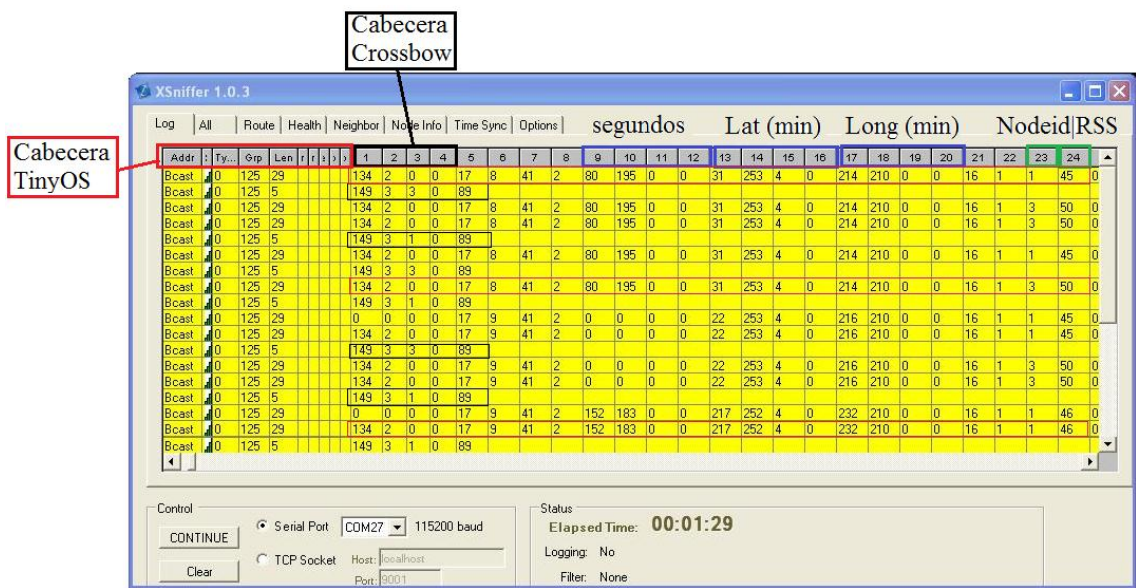 Cabecera
Crossbow
XSniffer 1.0.3
Log All Route Health Neighbor Node Info Time Sync Options
segundos Lat (min) Long (min) Nodeid|RSS
Cabecera
TinyOS
Addr : Ty... Grp Len 1 2 3 4 5 6 7 8 9 10 11 12 13 14 15 16 17 18 19 20 21 22 23 24
Bcast 0 125 29 134 2 0 0 17 8 41 2 80 195 0 0 31 253 4 0 214 210 0 0 16 1 1 45 0
Bcast 0 125 5 149 3 3 0 89
Bcast 0 125 29 134 2 0 0 17 8 41 2 80 195 0 0 31 253 4 0 214 210 0 0 16 1 3 50 0
Bcast 0 125 29 134 2 0 0 17 8 41 2 80 195 0 0 31 253 4 0 214 210 0 0 16 1 3 50 0
Bcast 0 125 5 149 3 1 0 89
Bcast 0 125 29 134 2 0 0 17 8 41 2 80 195 0 0 31 253 4 0 214 210 0 0 16 1 1 45 0
Bcast 0 125 5 149 3 3 0 89
Bcast 0 125 29 134 2 0 0 17 8 41 2 80 195 0 0 31 253 4 0 214 210 0 0 16 1 3 50 0
Bcast 0 125 5 149 3 1 0 89
Bcast 0 125 29 0 0 0 0 17 9 41 2 0 0 0 0 22 253 4 0 216 210 0 0 16 1 1 45 0
Bcast 0 125 29 134 2 0 0 17 9 41 2 0 0 0 0 22 253 4 0 216 210 0 0 16 1 1 45 0
Bcast 0 125 5 149 3 3 0 89
Bcast 0 125 29 134 2 0 0 17 9 41 2 0 0 0 0 22 253 4 0 216 210 0 0 16 1 3 50 0
Bcast 0 125 29 134 2 0 0 17 9 41 2 0 0 0 0 22 253 4 0 216 210 0 0 16 1 3 50 0
Bcast 0 125 5 149 3 1 0 89
Bcast 0 125 29 0 0 0 0 17 9 41 2 152 183 0 0 217 252 4 0 232 210 0 0 16 1 1 46 0
Bcast 0 125 29 134 2 0 0 17 9 41 2 152 183 0 0 217 252 4 0 232 210 0 0 16 1 1 46 0
Bcast 0 125 5 149 3 1 0 89
Control
CONTINUE
Clear
Serial Port COM27 115200 baud
TCP Socket Host: localhost
Port: 9001
Status
Elapsed Time: 00:01:29
Logging: No
Filter: None